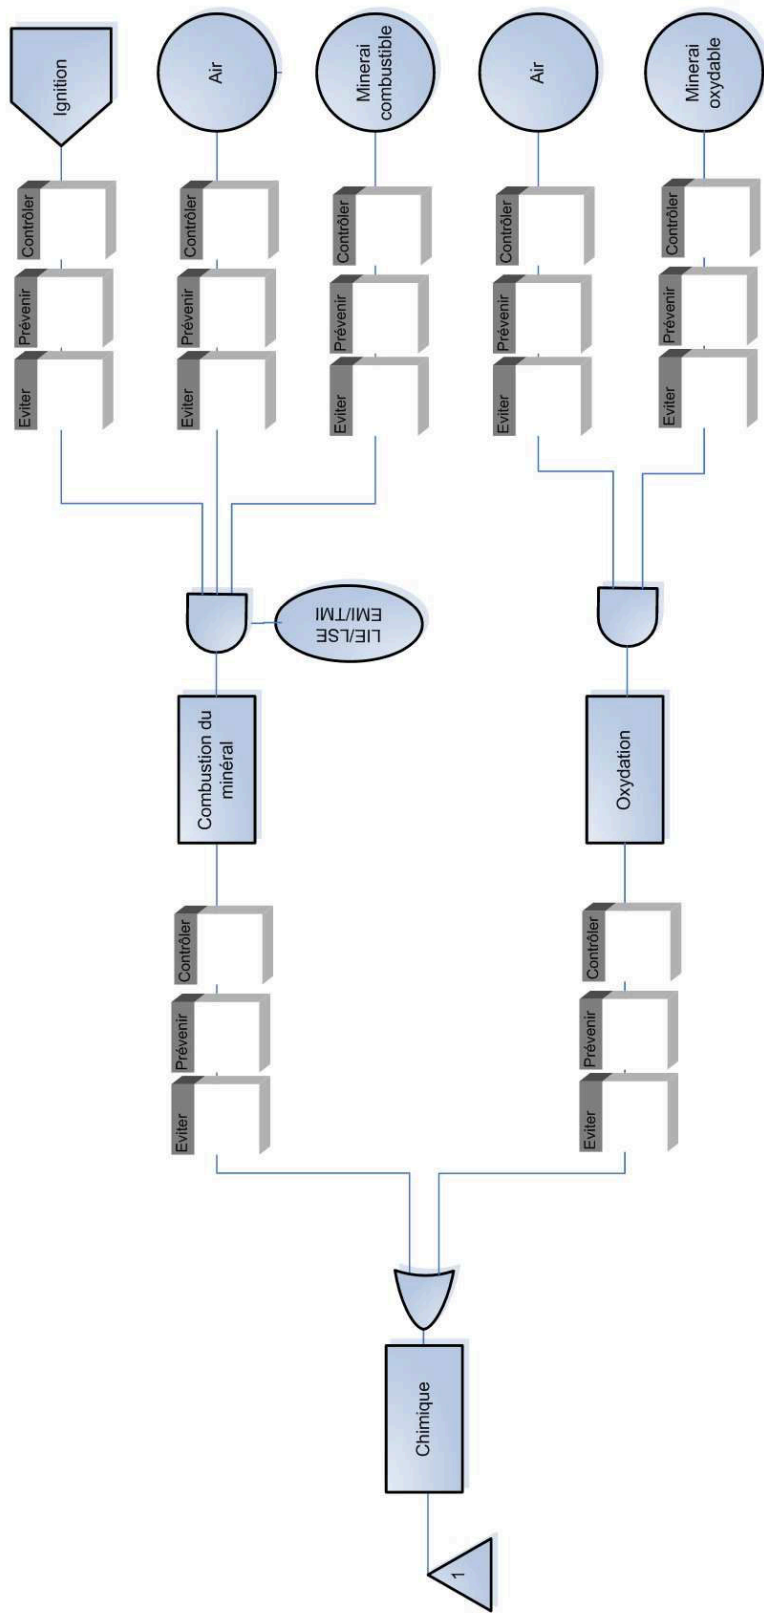 Eviter
Prévenir
Contrôler
Ignition
Eviter
Prévenir
Contrôler
Combustion du
minéral
Eviter
Prévenir
Contrôler
Air
LIE/LSE
EMI/TMI
Eviter
Prévenir
Contrôler
Minerai
combustible
1
Chimique
Eviter
Prévenir
Contrôler
Air
Eviter
Prévenir
Contrôler
Oxydation
Eviter
Prévenir
Contrôler
Minerai
oxydable